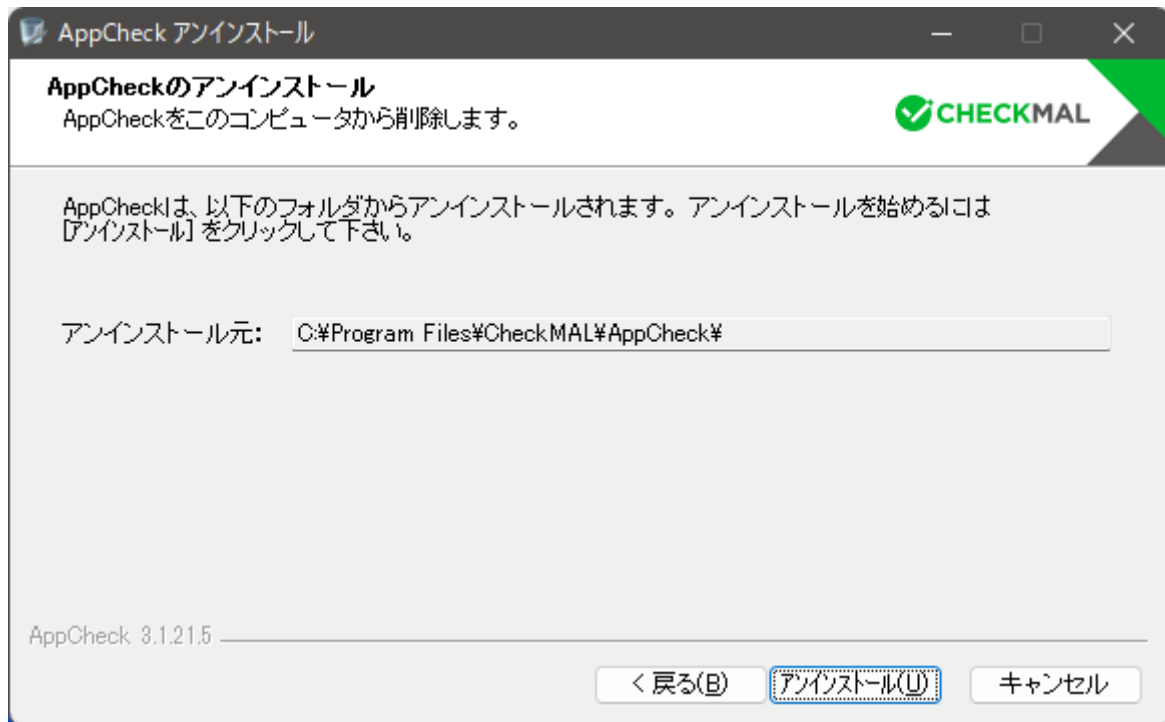 AppCheck アンインストール
AppCheckのアンインストール
AppCheckをこのコンピュータから削除します。
CHECKMAL
AppCheckは、以下のフォルダからアンインストールされます。アンインストールを始めるには
[アンインストール] をクリックして下さい。
アンインストール元: C:¥Program Files¥CheckMAL¥AppCheck¥
AppCheck 3.1.21.5
< 戻る(B) アンインストール(U) キャンセル